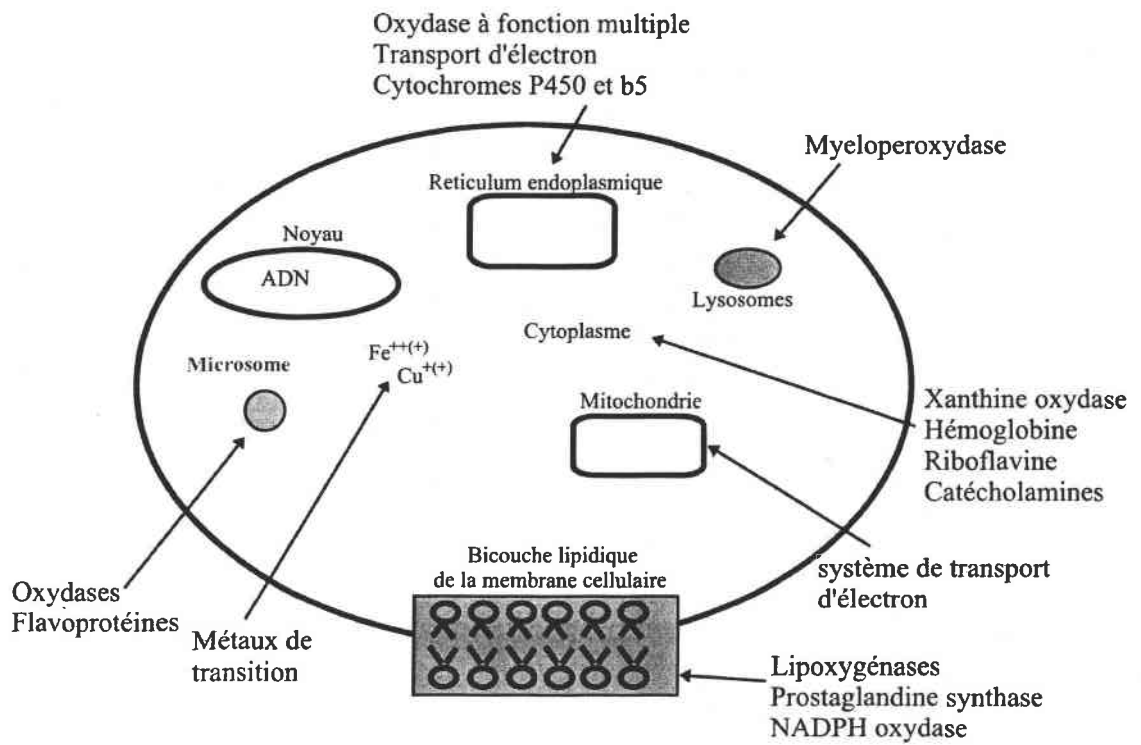 Oxydase à fonction multiple
Transport d'électron
Cytochromes P450 et b5
Myeloperoxydase
Reticulum endoplasmique
Noyau
ADN
Lysosomes
Cytoplasme
Fe++(+)
Cu+(+)
Microsome
Mitochondrie
Xanthine oxydase
Hémoglobine
Riboflavine
Catécholamines
Bicouche lipidique
de la membrane cellulaire
système de transport
d'électron
Oxydases
Flavoprotéines
Métaux de
transition
Lipoxygénases
Prostaglandine synthase
NADPH oxydase